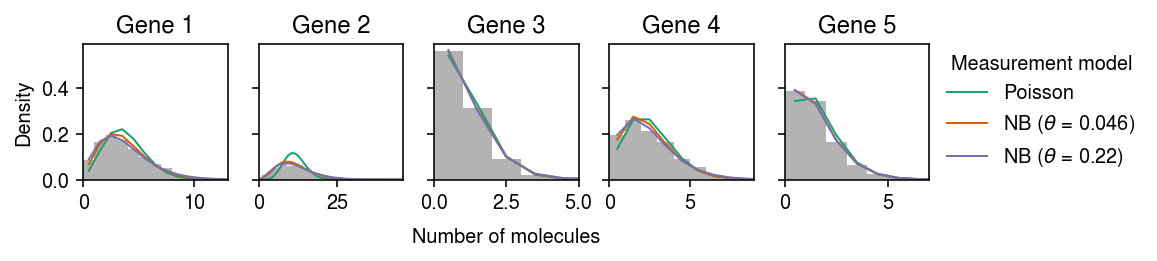 Gene 1 Gene 2 Gene 3 Gene 4 Gene 5
Measurement model
Poisson
NB (θ = 0.046)
NB (θ = 0.22)
Density
0.4
0.2
0.0
0 10 0 25 0.0 2.5 5.0 0 5 0 5
Number of molecules